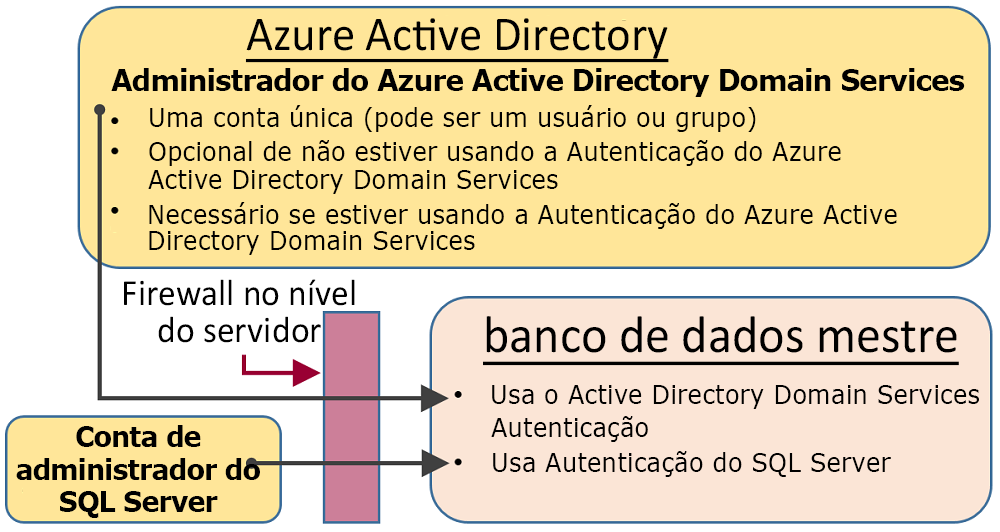 Azure Active Directory
Administrador do Azure Active Directory Domain Services
• Uma conta única (pode ser um usuário ou grupo)
• Opcional de não estiver usando a Autenticação do Azure
Active Directory Domain Services
• Necessário se estiver usando a Autenticação do Azure Active
Directory Domain Services
Firewall no nível
do servidor
banco de dados mestre
• Usa o Active Directory Domain Services
Autenticação
• Usa Autenticação do SQL Server
Conta de
administrador do
SQL Server